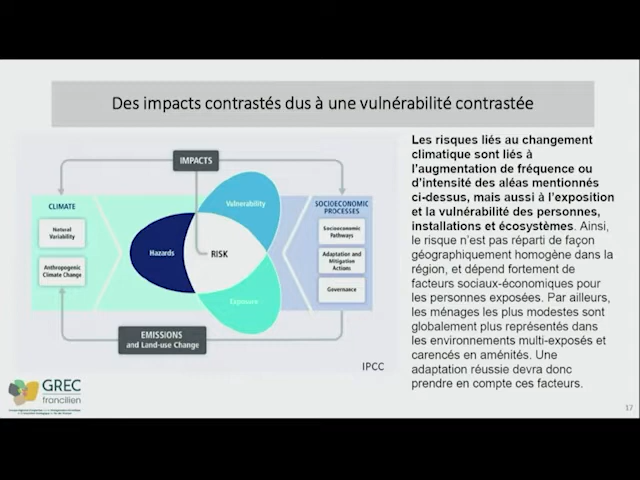 Des impacts contrastés dus à une vulnérabilité contrastée
IMPACTS
CLIMATE
Natural
Variability
Anthropogenic
Climate Change
Vulnerability
Hazards
RISK
Exposure
SOCIOECONOMIC
PROCESSES
Socioeconomic
Pathways
Adaptation and
Mitigation
Actions
Governance
EMISSIONS
and Land-use Change
IPCC
Les risques liés au changement
climatique sont liés à
l'augmentation de fréquence ou
d'intensité des aléas mentionnés
ci-dessus, mais aussi à l'exposition
et la vulnérabilité des personnes,
installations et écosystèmes. Ainsi,
le risque n'est pas réparti de façon
géographiquement homogène dans la
région, et dépend fortement de
facteurs sociaux-économiques pour
les personnes exposées. Par ailleurs,
les ménages les plus modestes sont
globalement plus représentés dans
les environnements multi-exposés et
carencés en aménités. Une
adaptation réussie devra donc
prendre en compte ces facteurs.
GREC
francilien
17